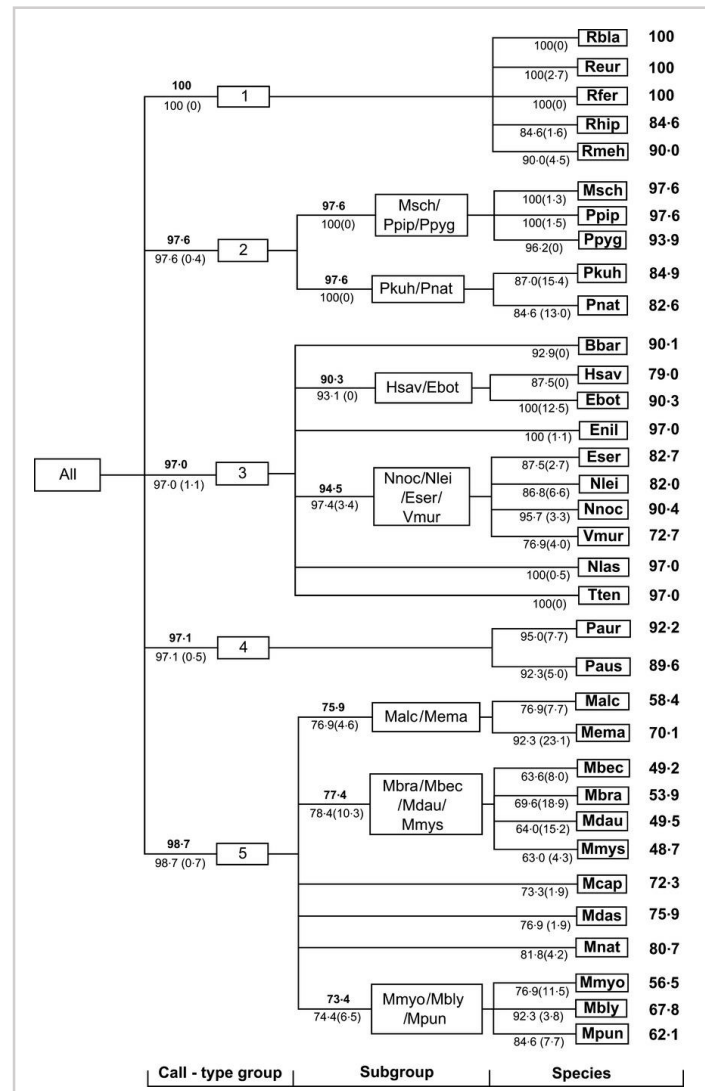 Rbla 100
100(0)
Reur 100
100(2·7)
100
1
Rfer 100
100 (0)
100(0)
Rhip 84·6
84·6(1·6)
Rmeh 90·0
90·0(4·5)
Msch 97·6
97·6
Msch/
Ppip/Ppyg
100(1·3)
100(0)
Ppip 97·6
100(1·5)
97·6
2
Ppyg 93·9
97·6 (0·4)
96·2(0)
97·6
Pkuh/Pnat
100(0)
Pkuh 84·9
87·0(15·4)
Pnat 82·6
84·6 (13·0)
Bbar 90·1
92·9(0)
90·3
Hsav/Ebot
93·1 (0)
Hsav 79·0
87·5(0)
Ebot 90·3
100(12·5)
Enil 97·0
100 (1·1)
All
97·0
3
97·0 (1·1)
94·5
Nnoc/Nlei
/Eser/
Vmur
97·4(3·4)
Eser 82·7
87·5(2·7)
Nlei 82·0
86·8(6·6)
Nnoc 90·4
95·7 (3·3)
Vmur 72·7
76·9(4·0)
Nlas 97·0
100(0·5)
Tten 97·0
100(0)
97·1
4
97·1 (0·5)
Paur 92·2
95·0(7·7)
Paus 89·6
92·3(5·0)
75·9
Malc/Mema
76·9(4·6)
Malc 58·4
76·9(7·7)
Mema 70·1
92·3 (23·1)
77·4
Mbra/Mbec
/Mdau/
Mmys
78·4(10·3)
Mbec 49·2
63·6(8·0)
Mbra 53·9
69·6(18·9)
Mdau 49·5
64·0(15·2)
Mmys 48·7
63·0 (4·3)
98·7
5
98·7 (0·7)
Mcap 72·3
73·3(1·9)
Mdas 75·9
76·9 (1·9)
Mnat 80·7
81·8(4·2)
73·4
Mmyo/Mbly
/Mpun
74·4(6·5)
Mmyo 56·5
76·9(11·5)
Mbly 67·8
92·3 (3·8)
Mpun 62·1
84·6 (7·7)
Call - type group Subgroup Species